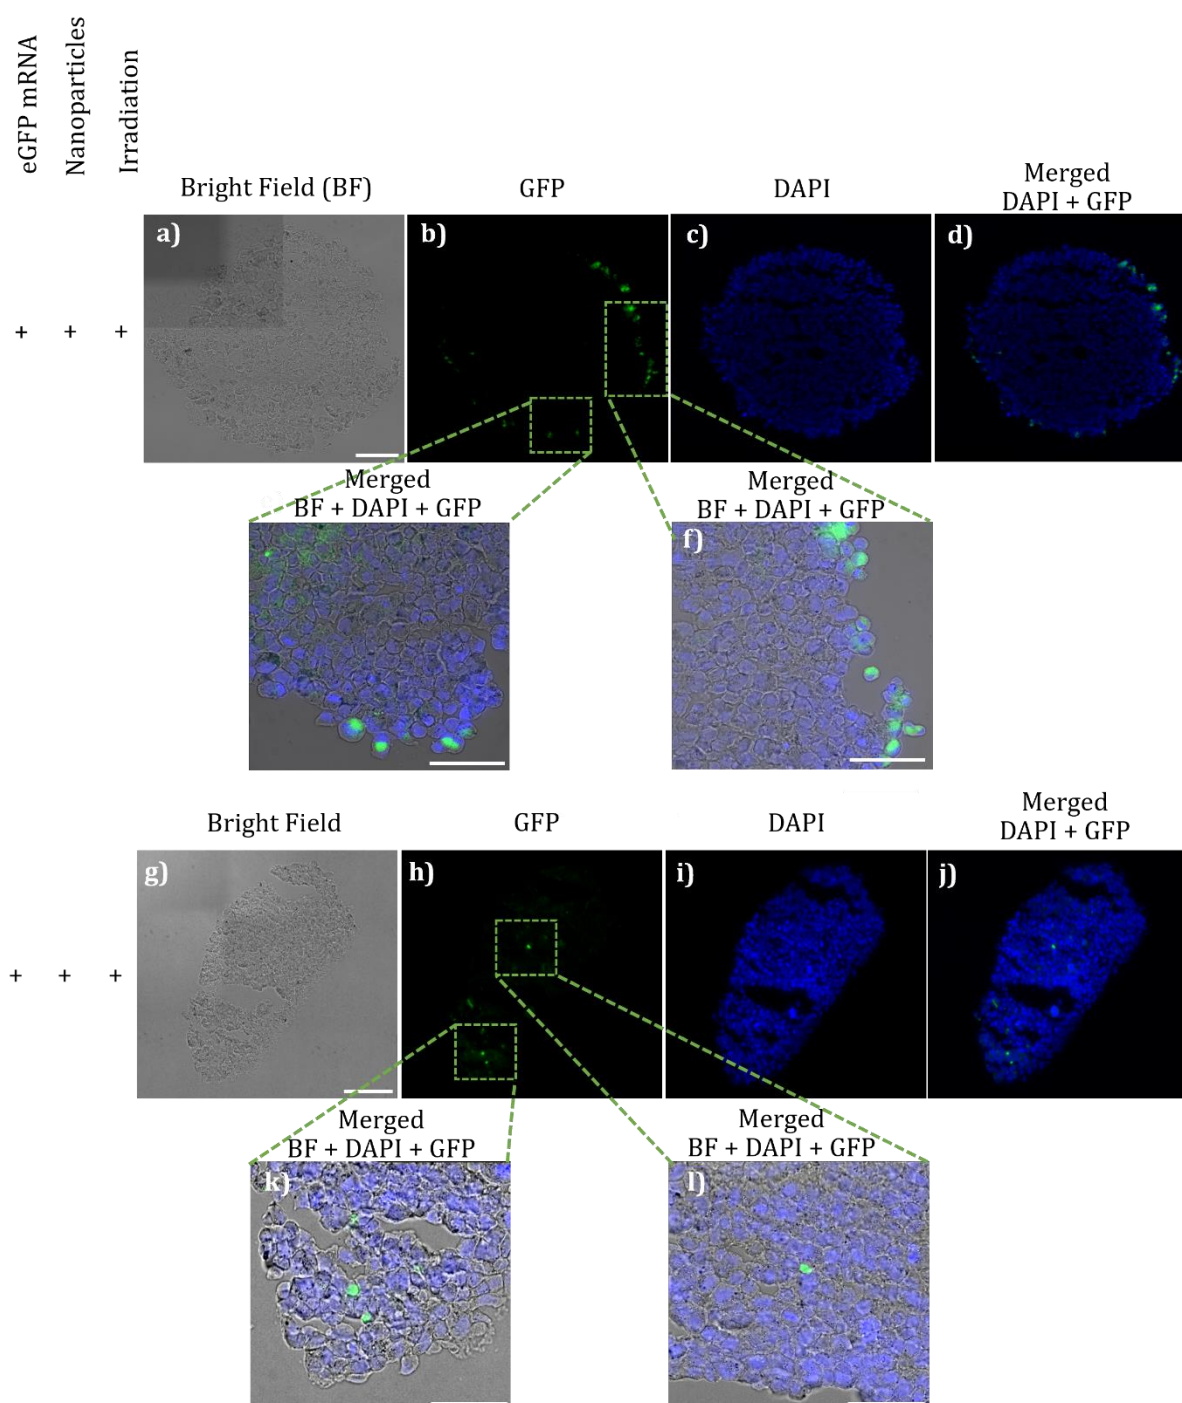 eGFP mRNA
Nanoparticles
Irradiation
Bright Field (BF)
GFP
DAPI
Merged
DAPI + GFP
a)
b)
c)
d)
+ + +
Merged
BF + DAPI + GFP
Merged
BF + DAPI + GFP
f)
Bright Field
GFP
DAPI
Merged
DAPI + GFP
g)
h)
i)
j)
+ + +
Merged
BF + DAPI + GFP
Merged
BF + DAPI + GFP
k)
l)